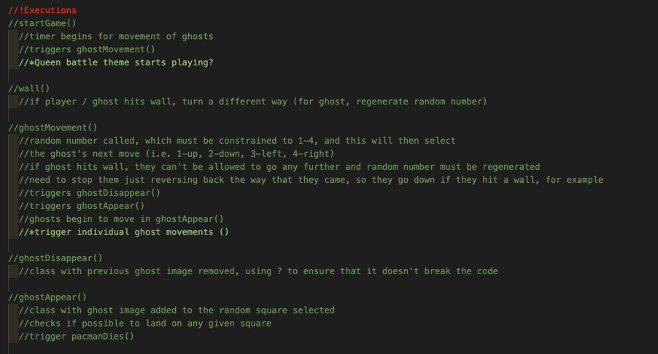 //!Executions
//startGame()
//timer begins for movement of ghosts
//triggers ghostMovement()
//*Queen battle theme starts playing?
//wall()
//if player / ghost hits wall, turn a different way (for ghost, regenerate random number)
//ghostMovement()
//random number called, which must be constrained to 1-4, and this will then select
//the ghost's next move (i.e. 1-up, 2-down, 3-left, 4-right)
//if ghost hits wall, they can't be allowed to go any further and random number must be regenerated
//need to stop them just reversing back the way that they came, so they go down if they hit a wall, for example
//triggers ghostDisappear()
//triggers ghostAppear()
//ghosts begin to move in ghostAppear()
//*trigger individual ghost movements ()
//ghostDisappear()
//class with previous ghost image removed, using ? to ensure that it doesn't break the code
//ghostAppear()
//class with ghost image added to the random square selected
//checks if possible to land on any given square
//trigger pacmanDies()